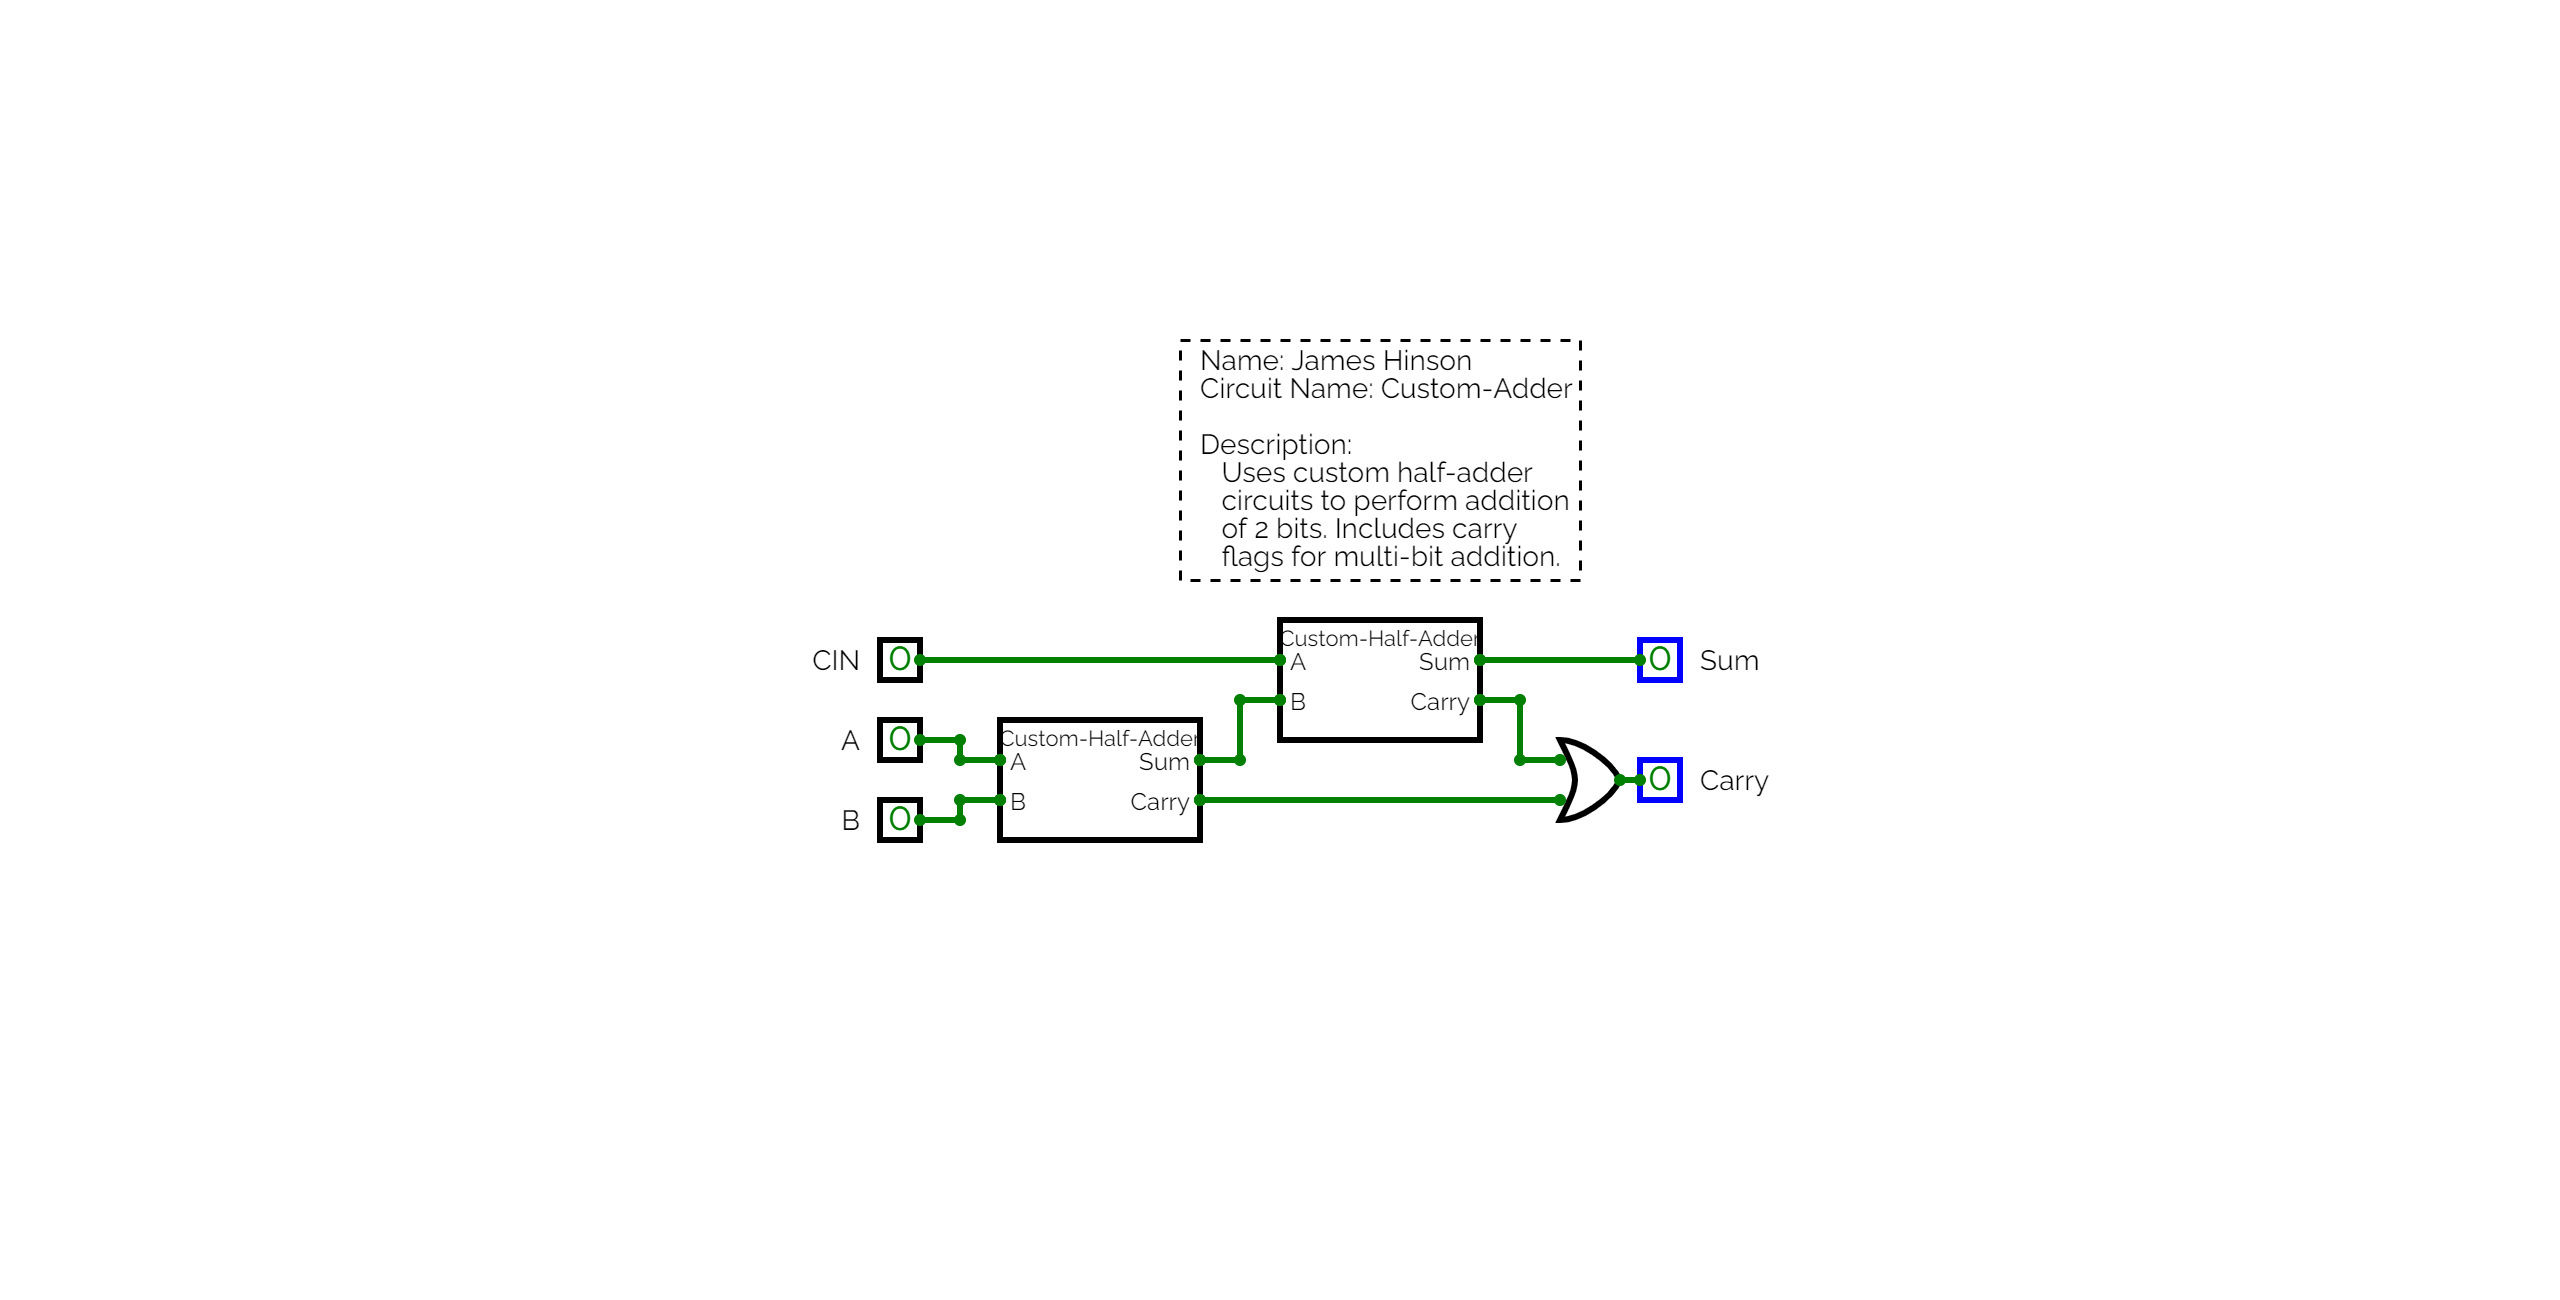 Name: James Hinson
Circuit Name: Custom-Adder
Description:
Uses custom half-adder
circuits to perform addition
of 2 bits. Includes carry
flags for multi-bit addition.
Custom-Half-Adder
CIN 0 A Sum 0 Sum
B Carry
A 0 Custom-Half-Adder
A Sum 0 Carry
B Carry
B 0